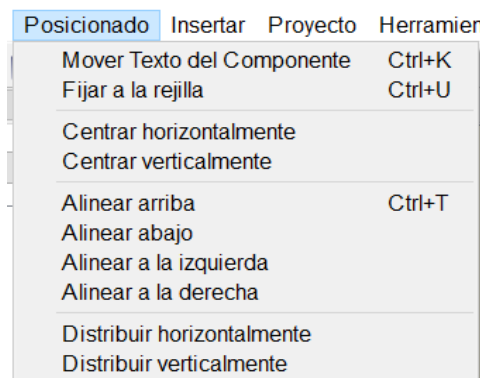 Posicionado Insertar Proyecto
Mover Texto del Componente Ctrl+K
Fijar a la rejilla Ctrl+U
Centrar horizontalmente
Centrar verticalmente
Alinear arriba Ctrl+T
Alinear abajo
Alinear a la izquierda
Alinear a la derecha
Distribuir horizontalmente
Distribuir verticalmente